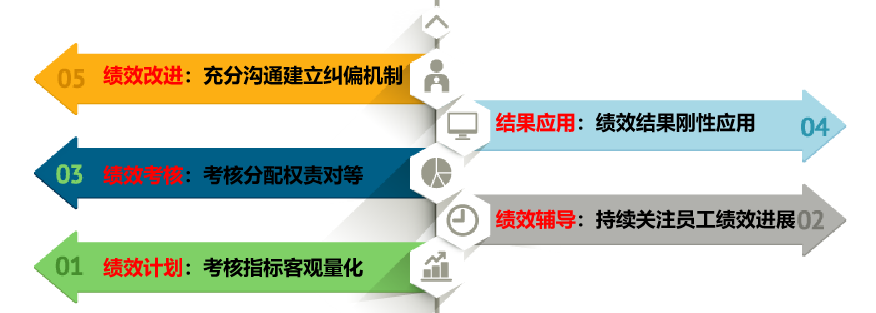 05 绩效改进：充分沟通建立纠偏机制
结果应用：绩效结果刚性应用 04
03 绩效考核：考核分配权责对等
绩效辅导：持续关注员工绩效进展 02
01 绩效计划：考核指标客观量化